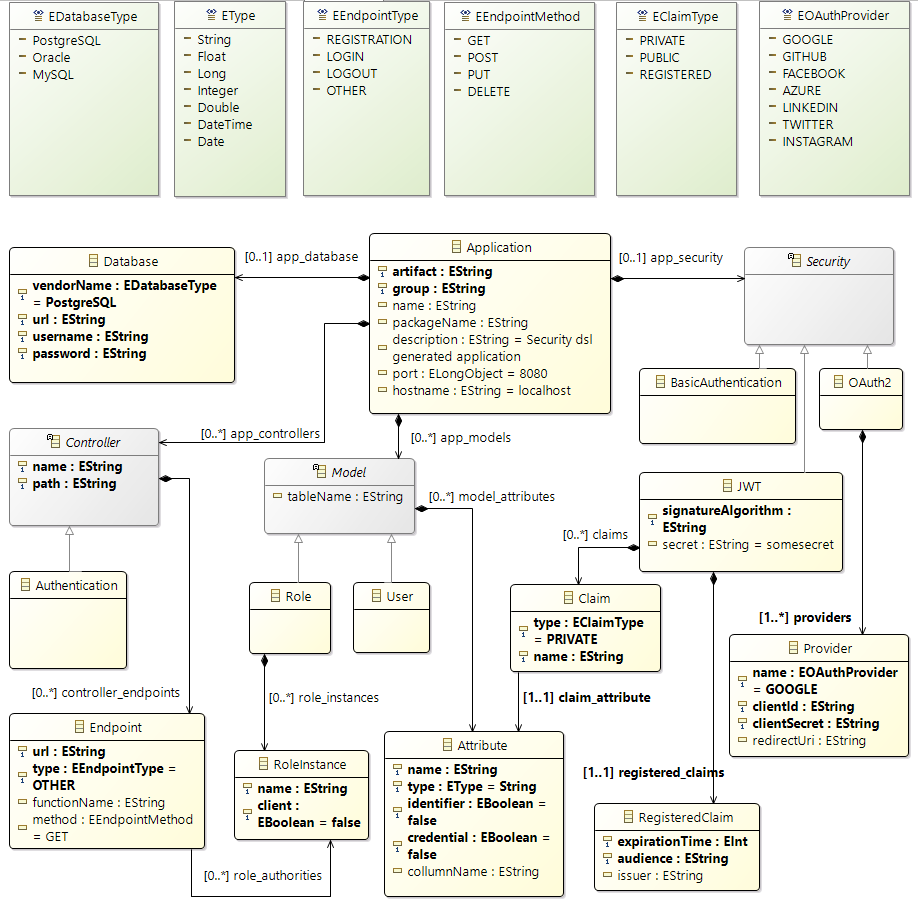 EDatabaseType
PostgreSQL
Oracle
MySQL
EType
String
Float
Long
Integer
Double
DateTime
Date
EEndpointType
REGISTRATION
LOGIN
LOGOUT
OTHER
EEndpointMethod
GET
POST
PUT
DELETE
EClaimType
PRIVATE
PUBLIC
REGISTERED
EOAuthProvider
GOOGLE
GITHUB
FACEBOOK
AZURE
LINKEDIN
TWITTER
INSTAGRAM
Database
vendorName : EDatabaseType
= PostgreSQL
url : EString
username : EString
password : EString
[0..1] app_database
Application
artifact : EString
group : EString
name : EString
packageName : EString
description : EString = Security dsl
generated application
port : ELongObject = 8080
hostname : EString = localhost
[0..1] app_security
Security
BasicAuthentication
OAuth2
[0..*] app_controllers
[0..*] app_models
Controller
name : EString
path : EString
Model
tableName : EString
[0..*] model_attributes
JWT
signatureAlgorithm :
EString
secret : EString = somesecret
[0..*] claims
Authentication
Role
User
Claim
type : EClaimType
= PRIVATE
name : EString
[1..*] providers
Provider
name : EOAuthProvider
= GOOGLE
clientId : EString
clientSecret : EString
redirectUri : EString
[0..*] controller_endpoints
[0..*] role_instances
[1..1] claim_attribute
Endpoint
url : EString
type : EEndpointType =
OTHER
functionName : EString
method : EEndpointMethod
= GET
RoleInstance
name : EString
client :
EBoolean = false
Attribute
name : EString
type : EType = String
identifier : EBoolean =
false
credential : EBoolean =
false
collumnName : EString
[1..1] registered_claims
RegisteredClaim
expirationTime : EInt
audience : EString
issuer : EString
[0..*] role_authorities